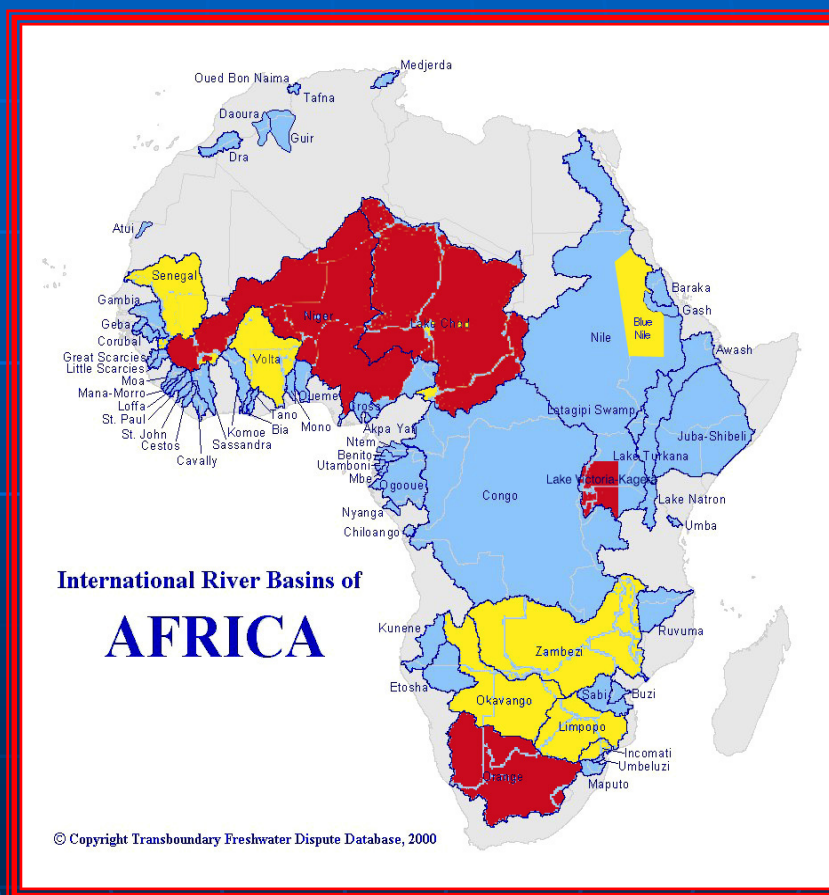 Medjerda
Oued Bon Naima
Tafna
Daoura
Guir
Dra
Atui
Senegal
Gambia
Geba
Corubal
Great Scarcies
Little Scarcies
Moa
Mana-Morro
Loffa
St. Paul
St. John
Cestos
Cavally
Sassandra
Komoe
Bia
Tano
Mono
Oueme
Volta
Niger
Lake Chad
Cross
Akpa Yafi
Ntem
Benito
Utamboni
Mbe
Ogooue
Nyanga
Chiloango
Congo
Nile
Blue
Nile
Baraka
Gash
Awash
Lotagipi Swamp
Juba-Shibeli
Lake Turkana
Lake Victoria-Kagera
Lake Natron
Umba
Ruvuma
Zambezi
Kunene
Etosha
Okavango
Sabi
Buzi
Limpopo
Incomati
Umbeluzi
Maputo
Orange
International River Basins of
AFRICA
© Copyright Transboundary Freshwater Dispute Database, 2000